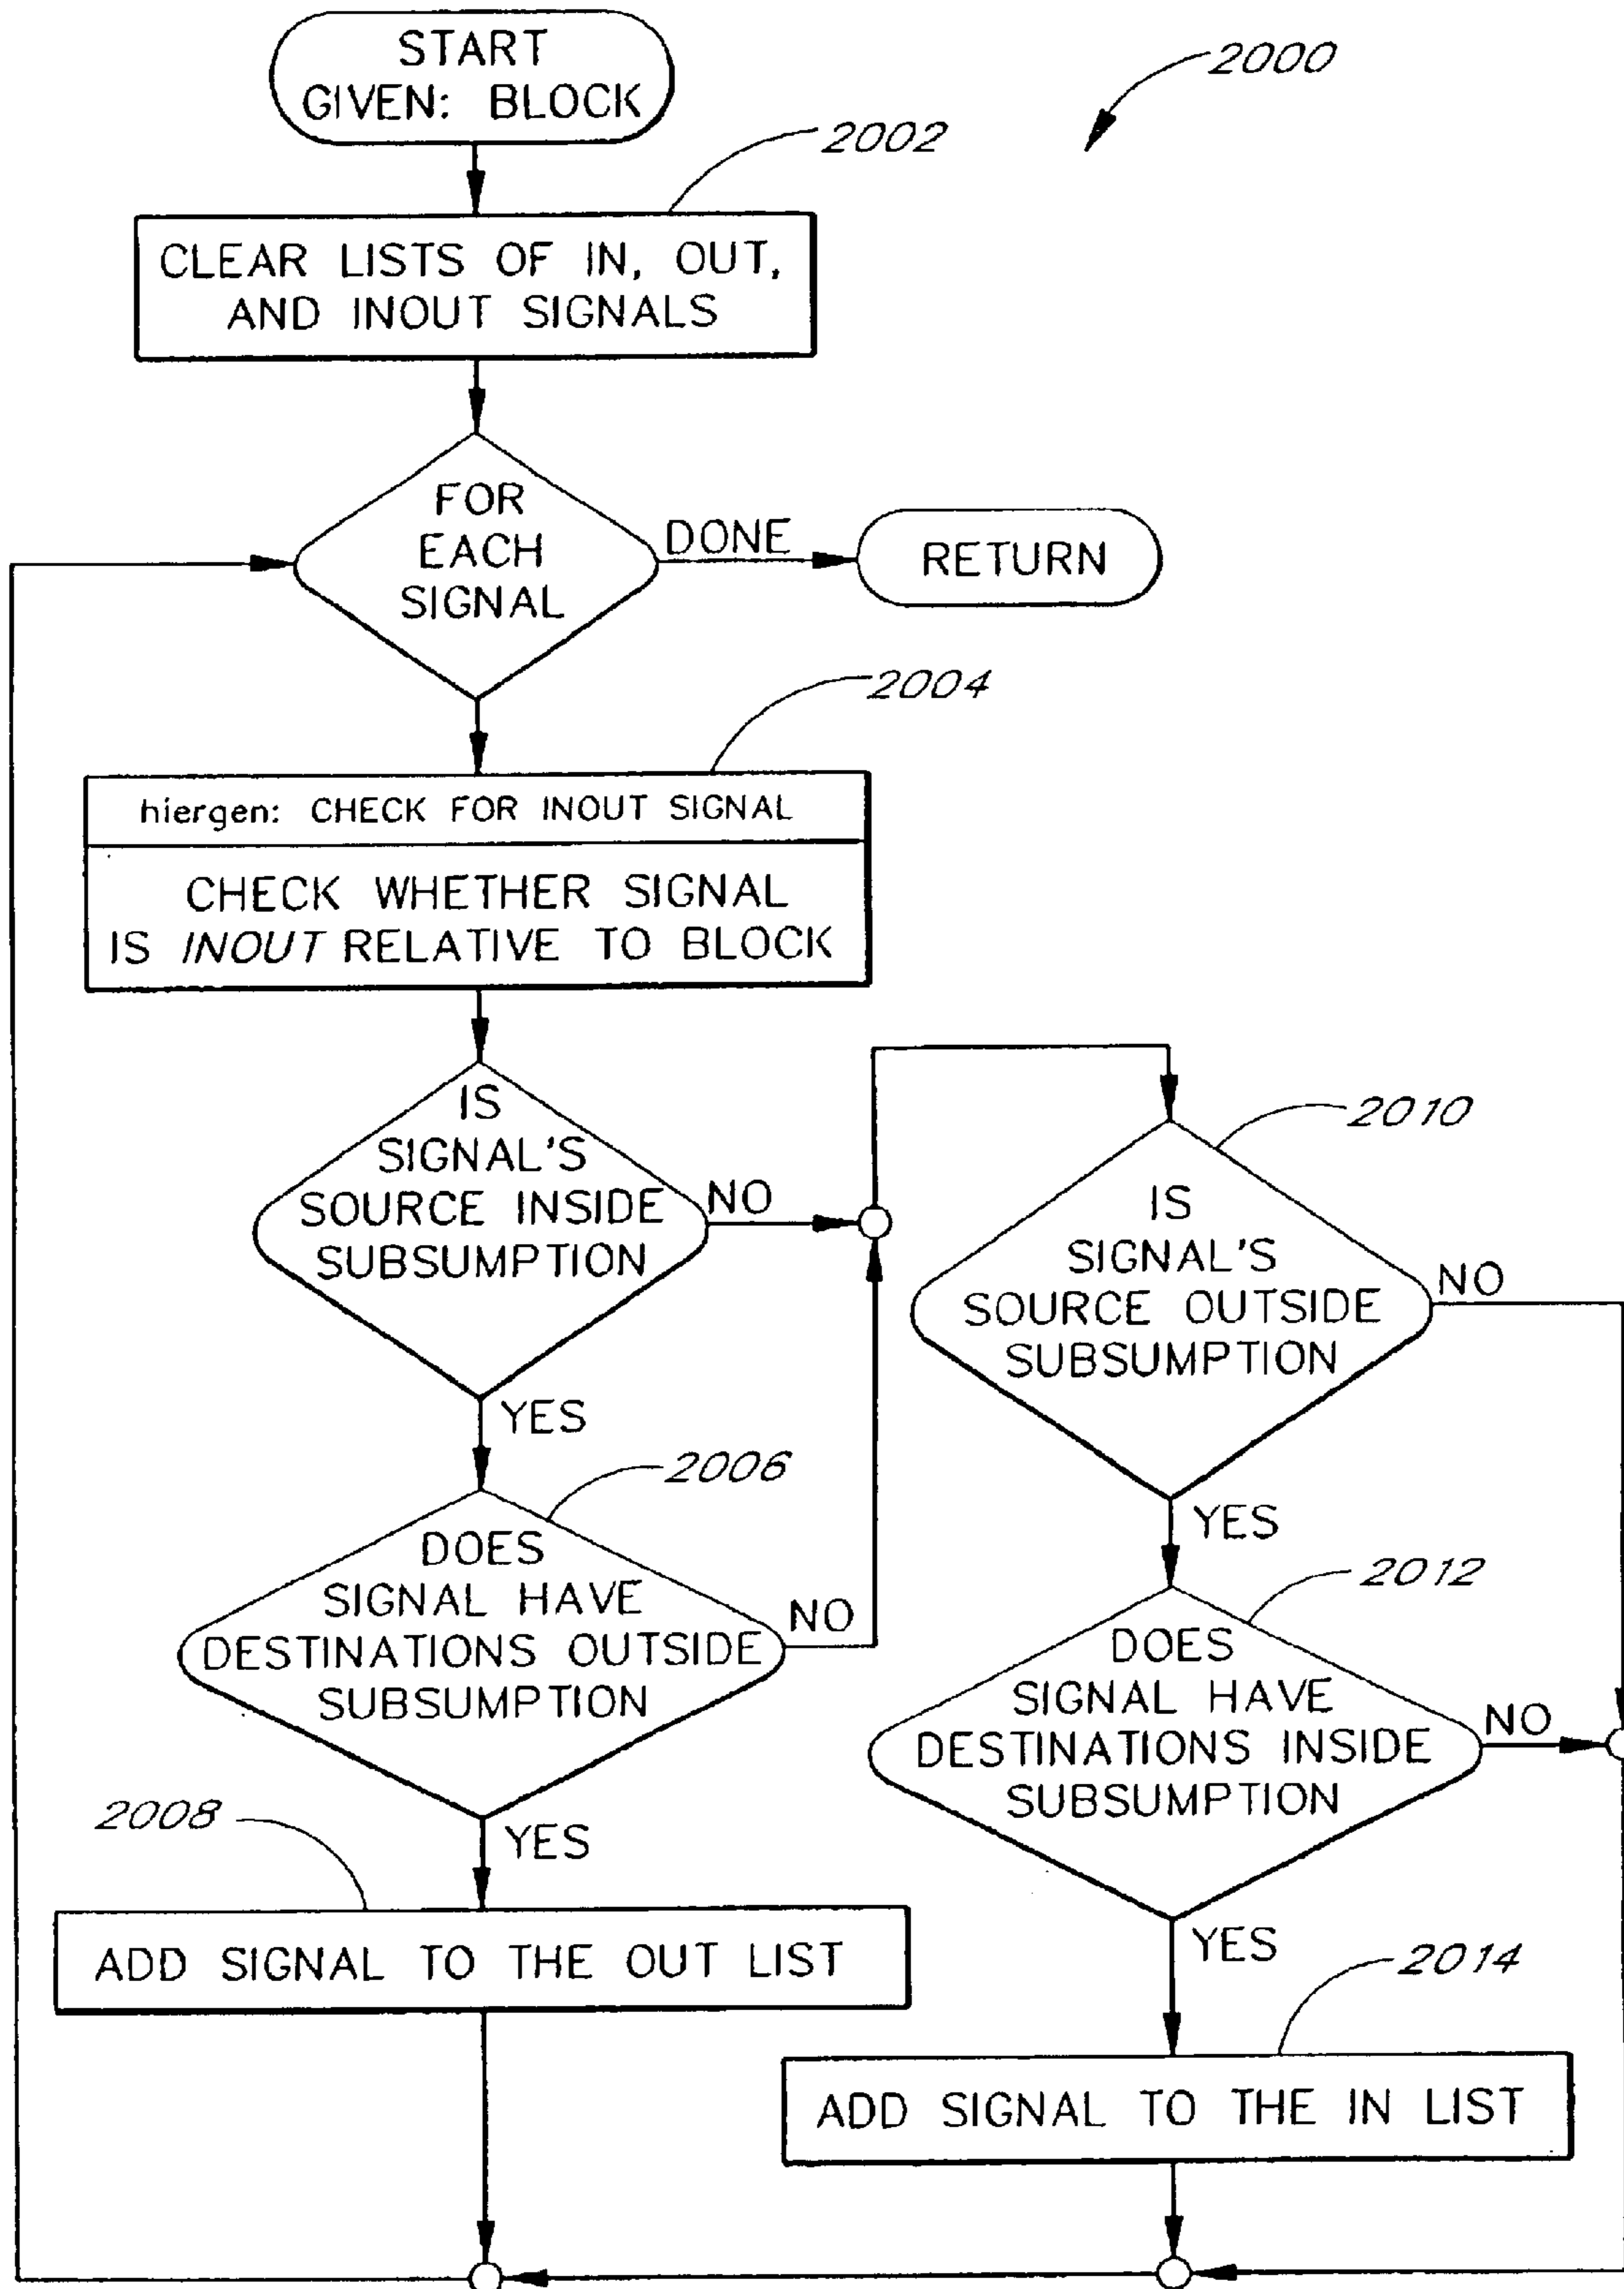 START
GIVEN: BLOCK
2000
2002
CLEAR LISTS OF IN, OUT,
AND INOUT SIGNALS
FOR
EACH
SIGNAL
DONE
RETURN
2004
hiergen: CHECK FOR INOUT SIGNAL
CHECK WHETHER SIGNAL
IS INOUT RELATIVE TO BLOCK
IS
SIGNAL'S
SOURCE INSIDE
SUBSUMPTION
NO
YES
2006
DOES
SIGNAL HAVE
DESTINATIONS OUTSIDE
SUBSUMPTION
NO
YES
2008
ADD SIGNAL TO THE OUT LIST
2010
IS
SIGNAL'S
SOURCE OUTSIDE
SUBSUMPTION
NO
YES
2012
DOES
SIGNAL HAVE
DESTINATIONS INSIDE
SUBSUMPTION
NO
YES
2014
ADD SIGNAL TO THE IN LIST